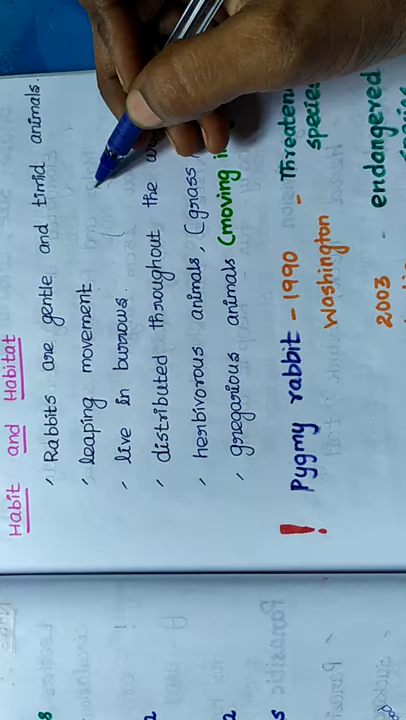 Habit and Habitat
, Rabbits are gentle and timid animals.
, leaping movement
, live in burrows.
, distributed throughout the
, herbivorous animals, (grass
, gregarious animals (moving
! Pygmy rabbit - 1990 -
Washington
species
2003 - endangered